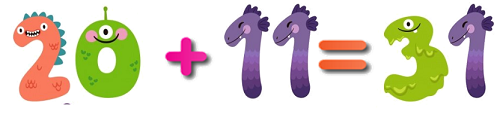 20 + 11 = 31